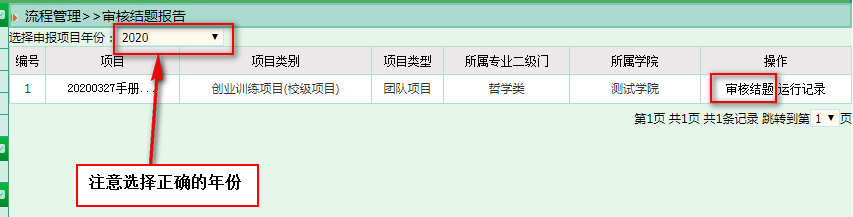 流程管理>>审核结题报告
选择申报项目年份：2020
编号 项目 项目类别 项目类型 所属专业二级门 所属学院 操作
1 20200327手册... 创业训练项目(校级项目) 团队项目 哲学类 测试学院 审核结题 运行记录
第1页 共1页 共1条记录 跳转到第 1 页
注意选择正确的年份